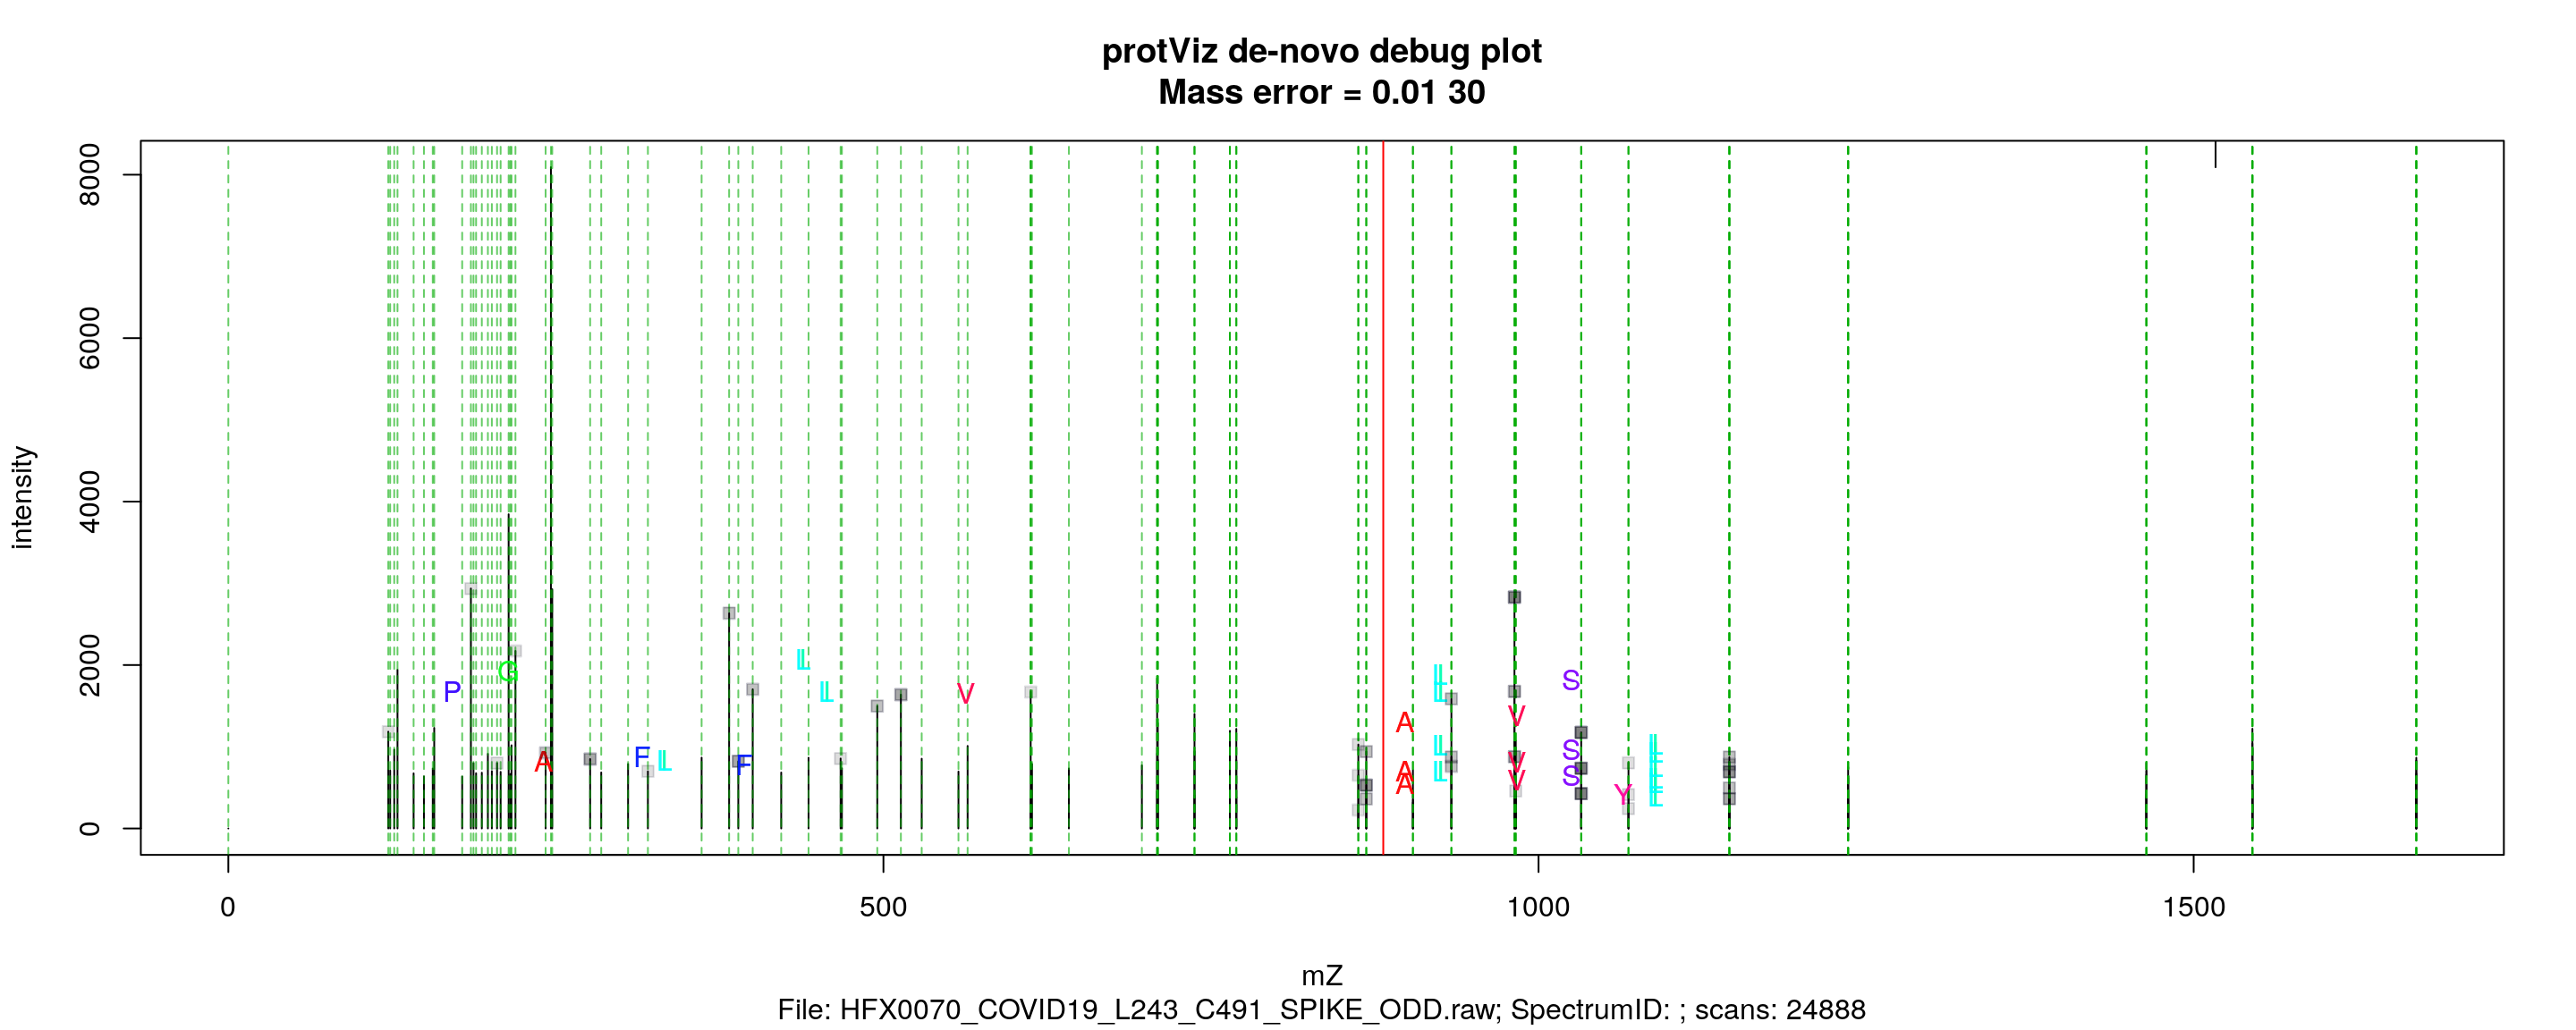 protViz de-novo debug plot
Mass error = 0.01 30
intensity
8000
6000
4000
2000
0
P
G
A
F
L
F
L
L
V
A
A
A
L
L
L
L
V
V
V
S
S
S
Y
L
L
L
L
0 500 1000 1500
mZ
File: HFX0070_COVID19_L243_C491_SPIKE_ODD.raw; SpectrumID: ; scans: 24888